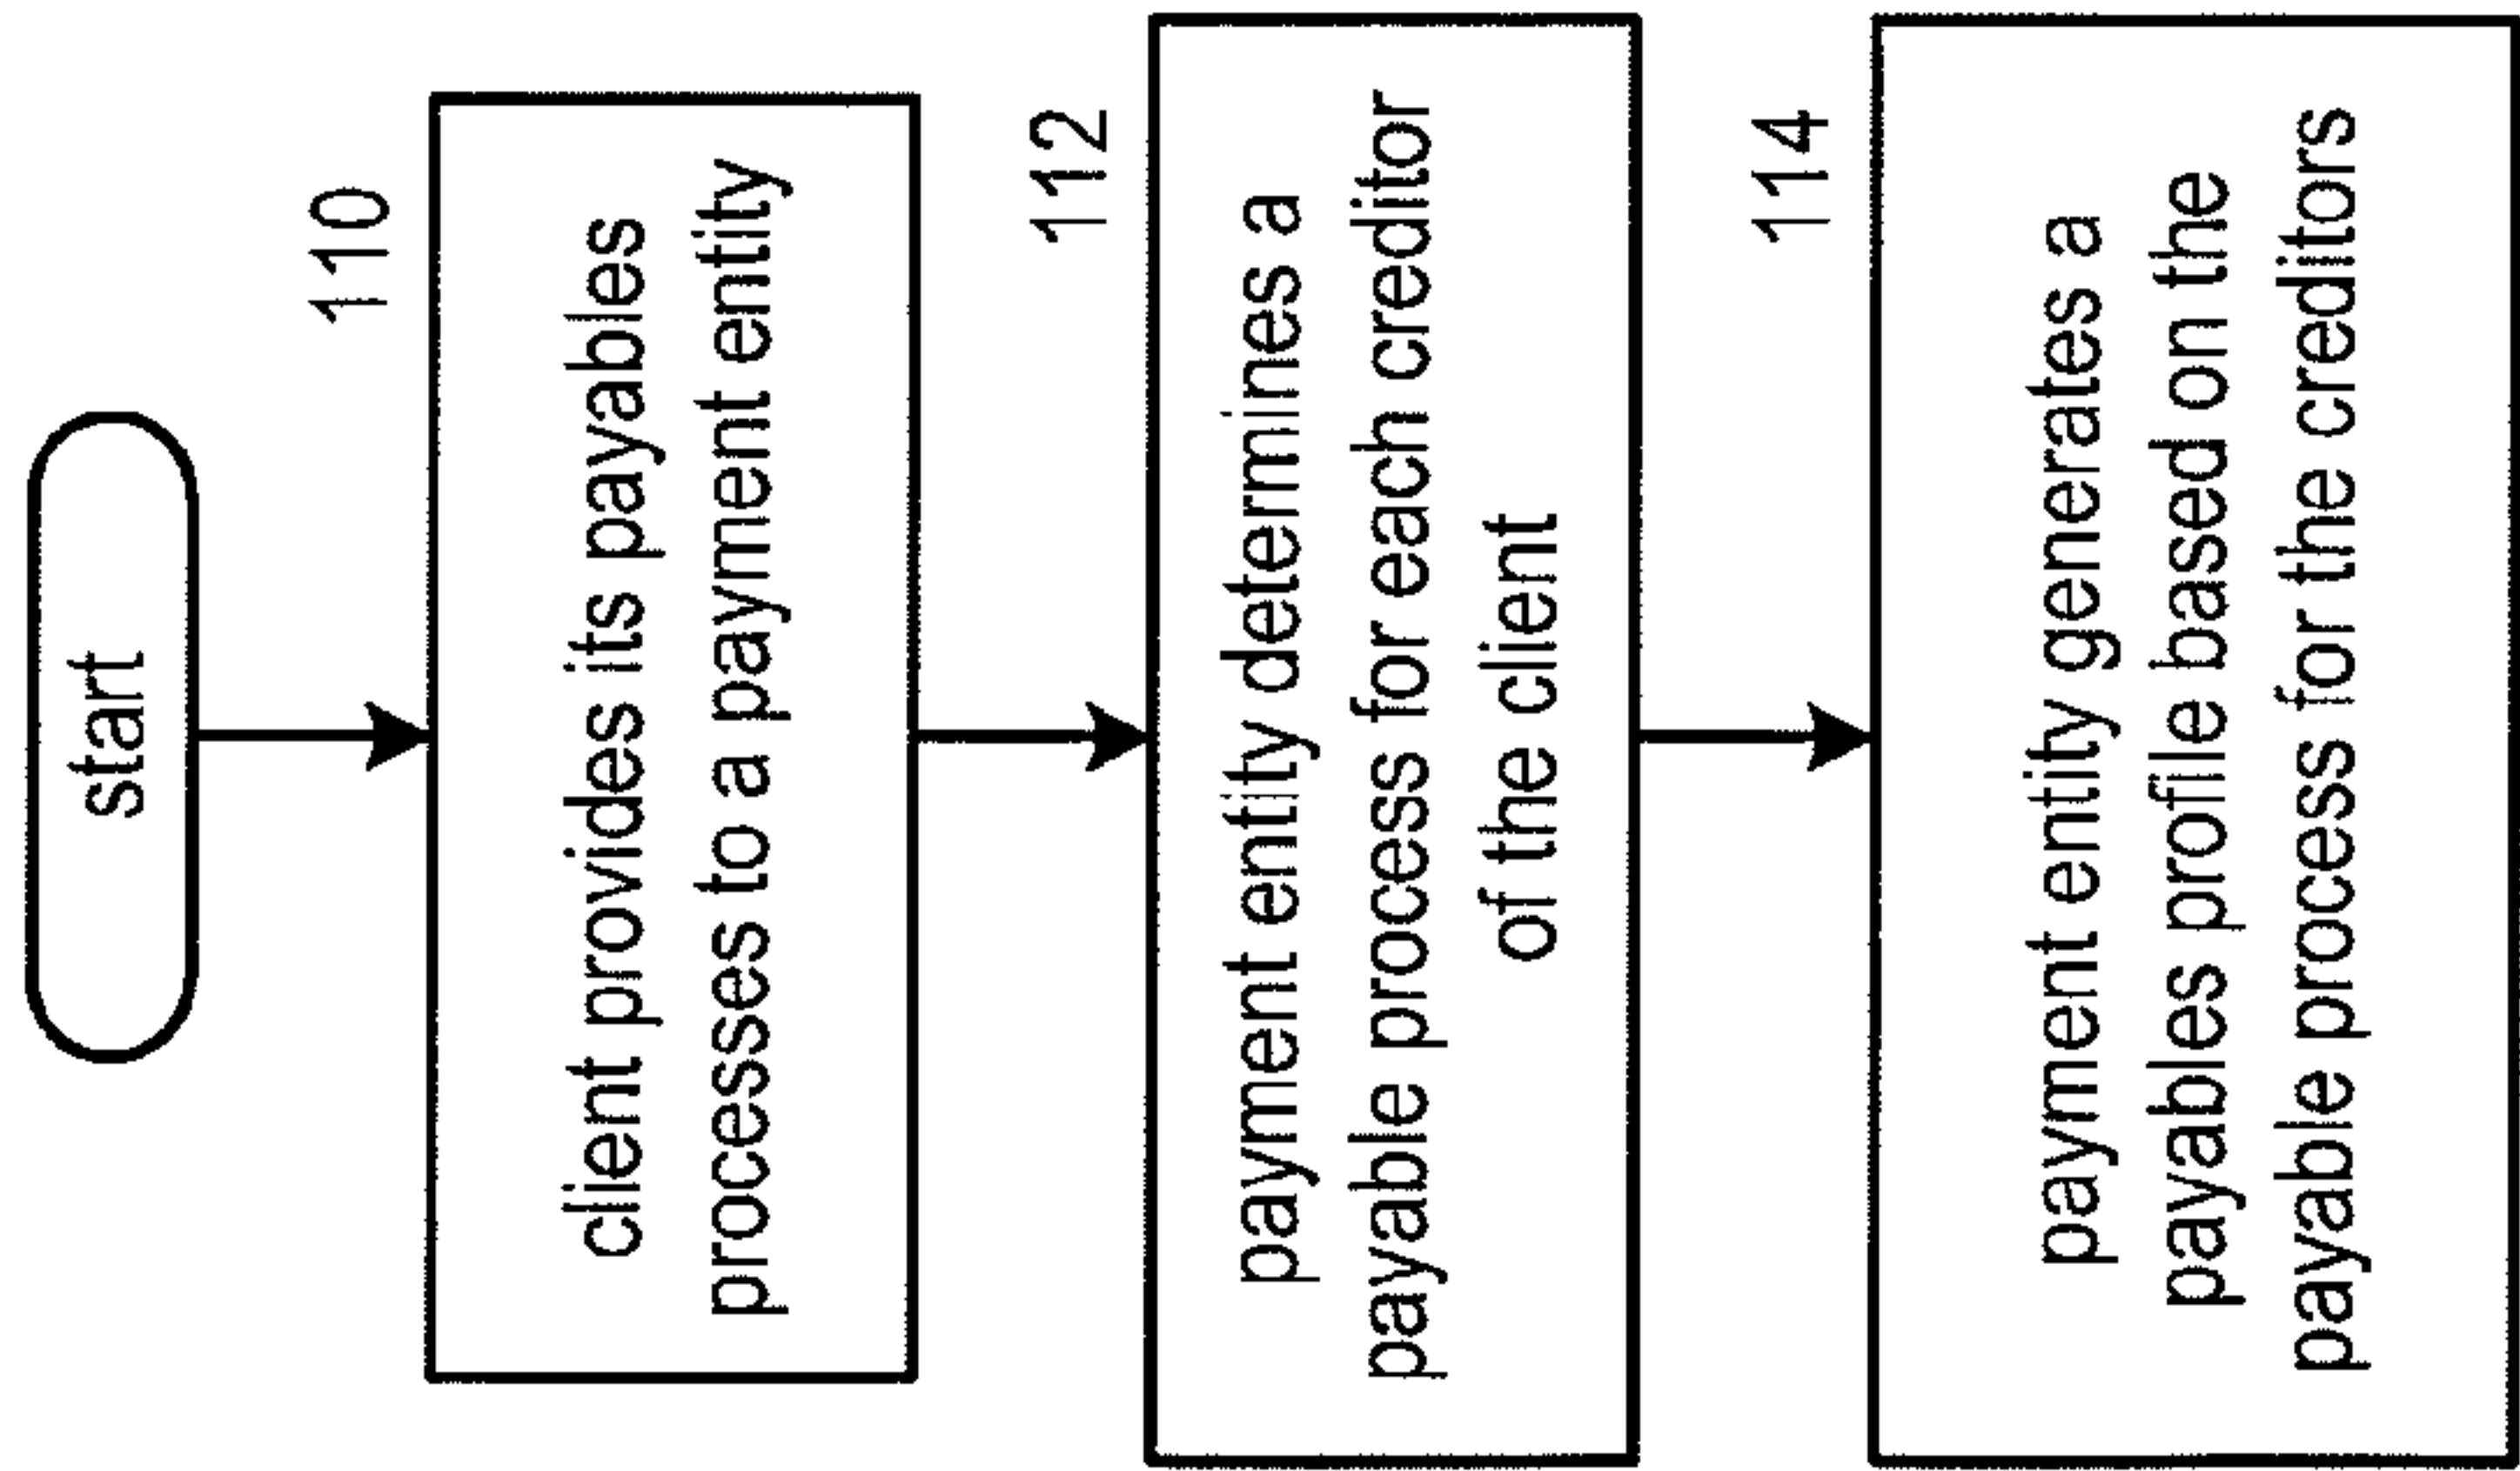 start
110
client provides its payables
processes to a payment entity
112
payment entity determines a
payable process for each creditor
of the client
114
payment entity generates a
payables profile based on the
payable process for the creditors